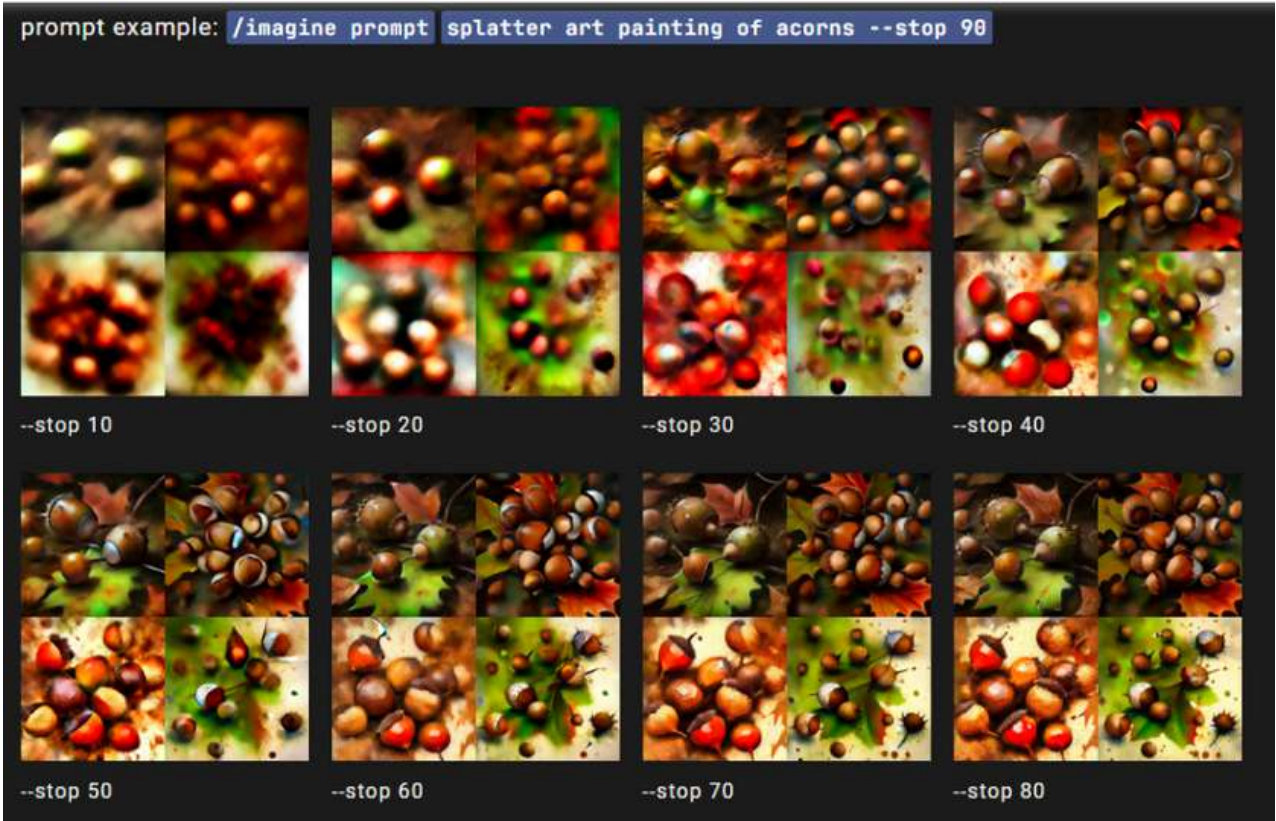 prompt example: /imagine prompt splatter art painting of acorns --stop 90
--stop 10 --stop 20 --stop 30 --stop 40
--stop 50 --stop 60 --stop 70 --stop 80